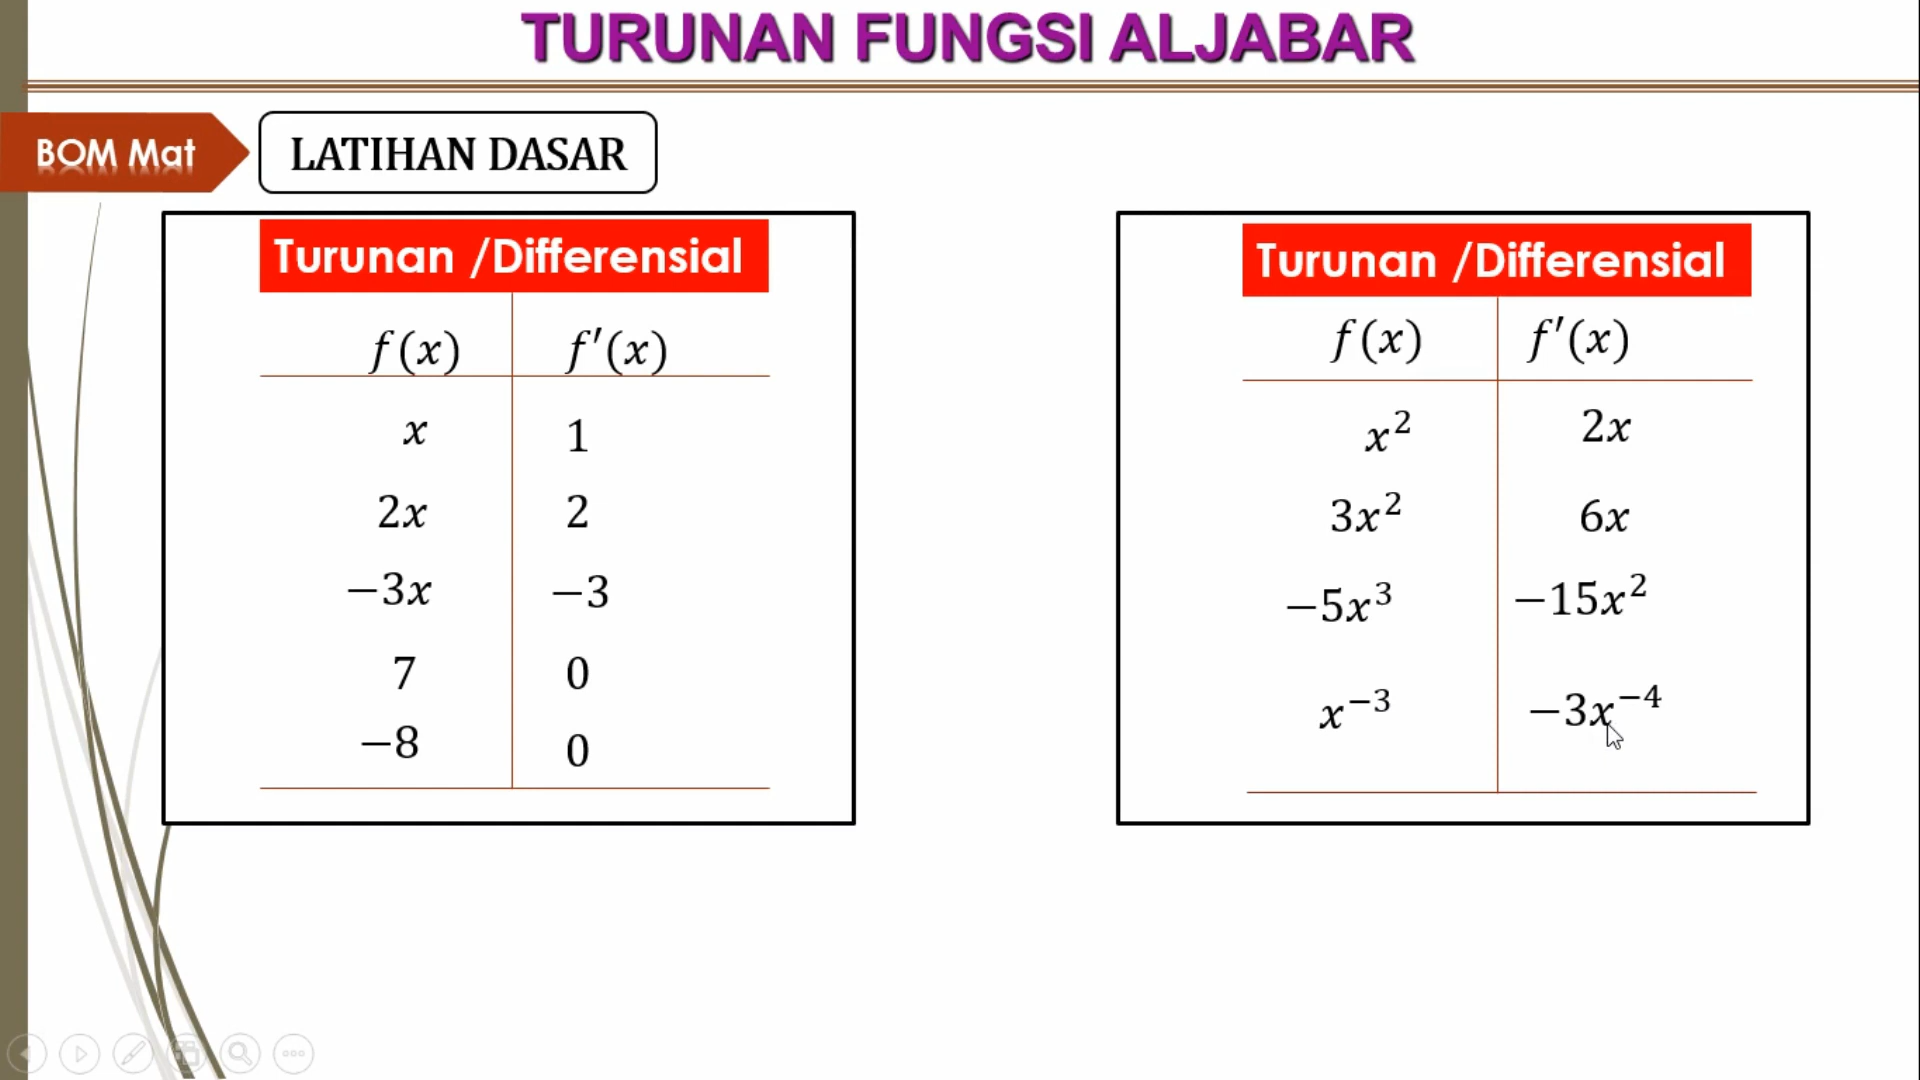 TURUNAN FUNGSI ALJABAR
BOM Mat
LATIHAN DASAR
Turunan /Differensial
f(x) f′(x)
x 1
2x 2
−3x −3
7 0
−8 0
Turunan /Differensial
f(x) f′(x)
x² 2x
3x² 6x
−5x³ −15x²
x⁻³ −3x⁻⁴